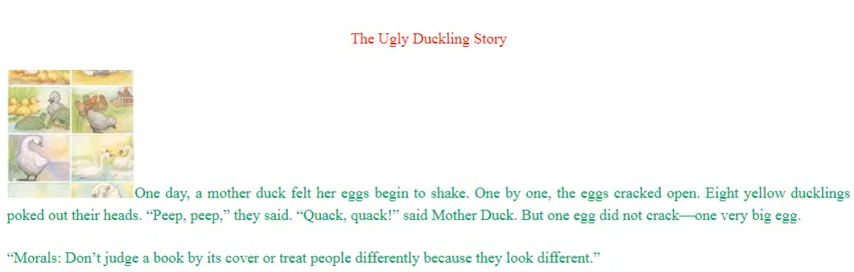 The Ugly Duckling Story
One day, a mother duck felt her eggs begin to shake. One by one, the eggs cracked open. Eight yellow ducklings
poked out their heads. “Peep, peep,” they said. “Quack, quack!” said Mother Duck. But one egg did not crack—one very big egg.
“Morals: Don’t judge a book by its cover or treat people differently because they look different.”